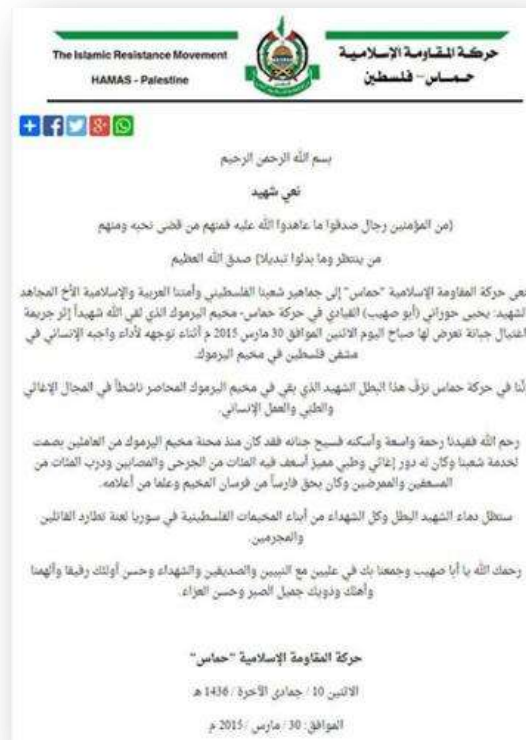 The Islamic Resistance Movement
HAMAS - Palestine
حركة المقاومة الإسلامية
حماس - فلسطين
بسم الله الرحمن الرحيم
نعي شهيد
(من المؤمنين رجال صدقوا ما عاهدوا الله عليه فمنهم من قضى نحبه ومنهم
من ينتظر وما بدلوا تبديلا) صدق الله العظيم
نعى حركة المقاومة الإسلامية "حماس" إلى جماهير شعبنا الفلسطيني وأمتنا العربية والإسلامية الأخ المجاهد
الشهيد: يحيى حوراني (أبو صهيب) القيادي في حركة حماس- مخيم اليرموك الذي لقي الله شهيداً إثر جريمة
اغتيال جبانة تعرض لها صباح اليوم الاثنين الموافق 30 مارس 2015 م أثناء توجهه لأداء واجبه الإنساني في
مشفى فلسطين في مخيم اليرموك.
إنّنا في حركة حماس نزفّ هذا البطل الشهيد الذي بقي في مخيم اليرموك المحاصر ناشطاً في المجال الإغاثي
والطبّي والعمل الإنساني.
رحم الله فقيدنا رحمة واسعة وأسكنه فسيح جنانه فقد كان منذ محنة مخيم اليرموك من العاملين بصمت
لخدمة شعبنا وكان له دور إغاثي وطبي مميز أسعف فيه المئات من الجرحى والمصابين ودرب المئات من
المسعفين والممرضين وكان بحق فارساً من فرسان المخيم وعلما من أعلامه.
ستظل دماء الشهيد البطل وكل الشهداء من أبناء المخيمات الفلسطينية في سوريا لعنة تطارد القاتلين
والمجرمين.
رحمك الله يا أبا صهيب وجمعنا بك في عليين مع النبيين والصديقين والشهداء وحسن أولئك رفيقا وألهمنا
وأهلك وذويك جميل الصبر وحسن العزاء.
حركة المقاومة الإسلامية "حماس"
الاثنين 10 / جمادى الآخرة / 1436 هـ
الموافق: 30 / مارس / 2015 م